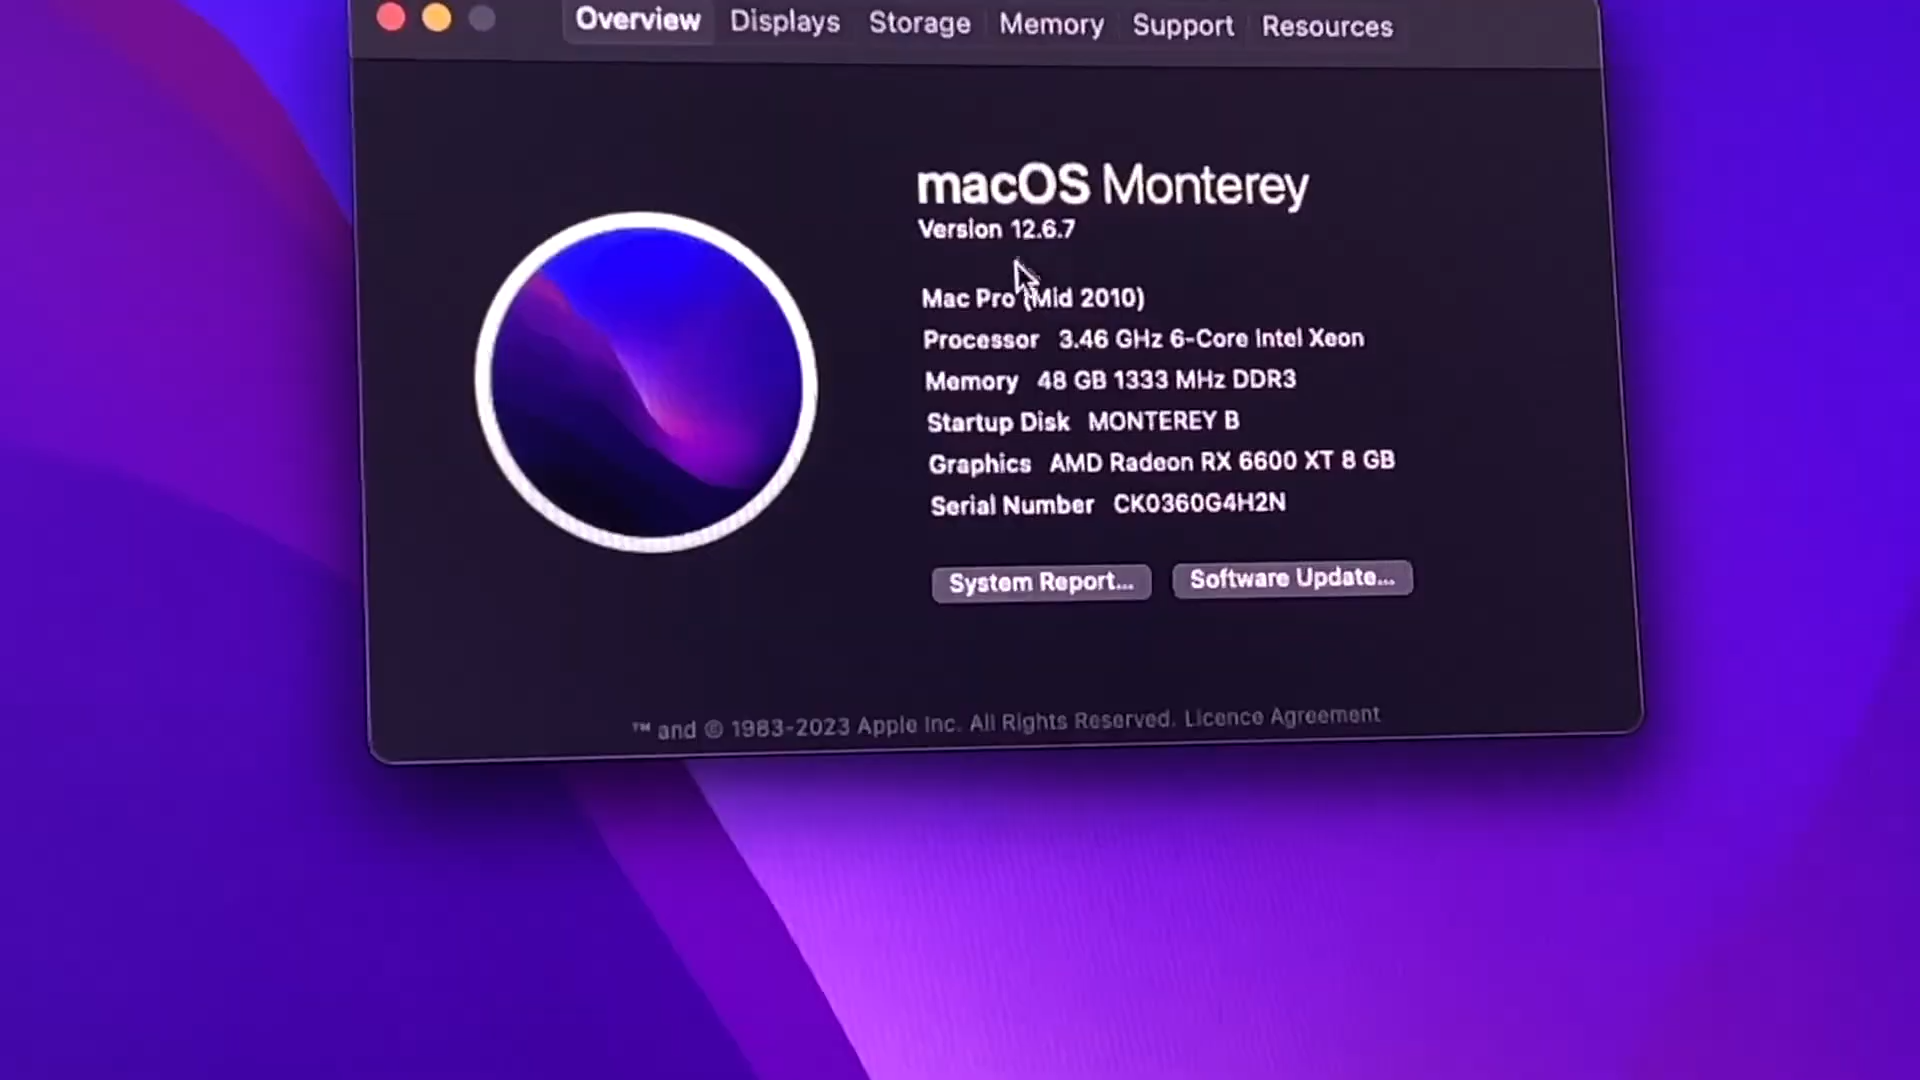 Overview Displays Storage Memory Support Resources
macOS Monterey
Version 12.6.7
Mac Pro (Mid 2010)
Processor 3.46 GHz 6-Core Intel Xeon
Memory 48 GB 1333 MHz DDR3
Startup Disk MONTEREY B
Graphics AMD Radeon RX 6600 XT 8 GB
Serial Number CK0360G4H2N
System Report... Software Update...
™ and © 1983-2023 Apple Inc. All Rights Reserved. Licence Agreement